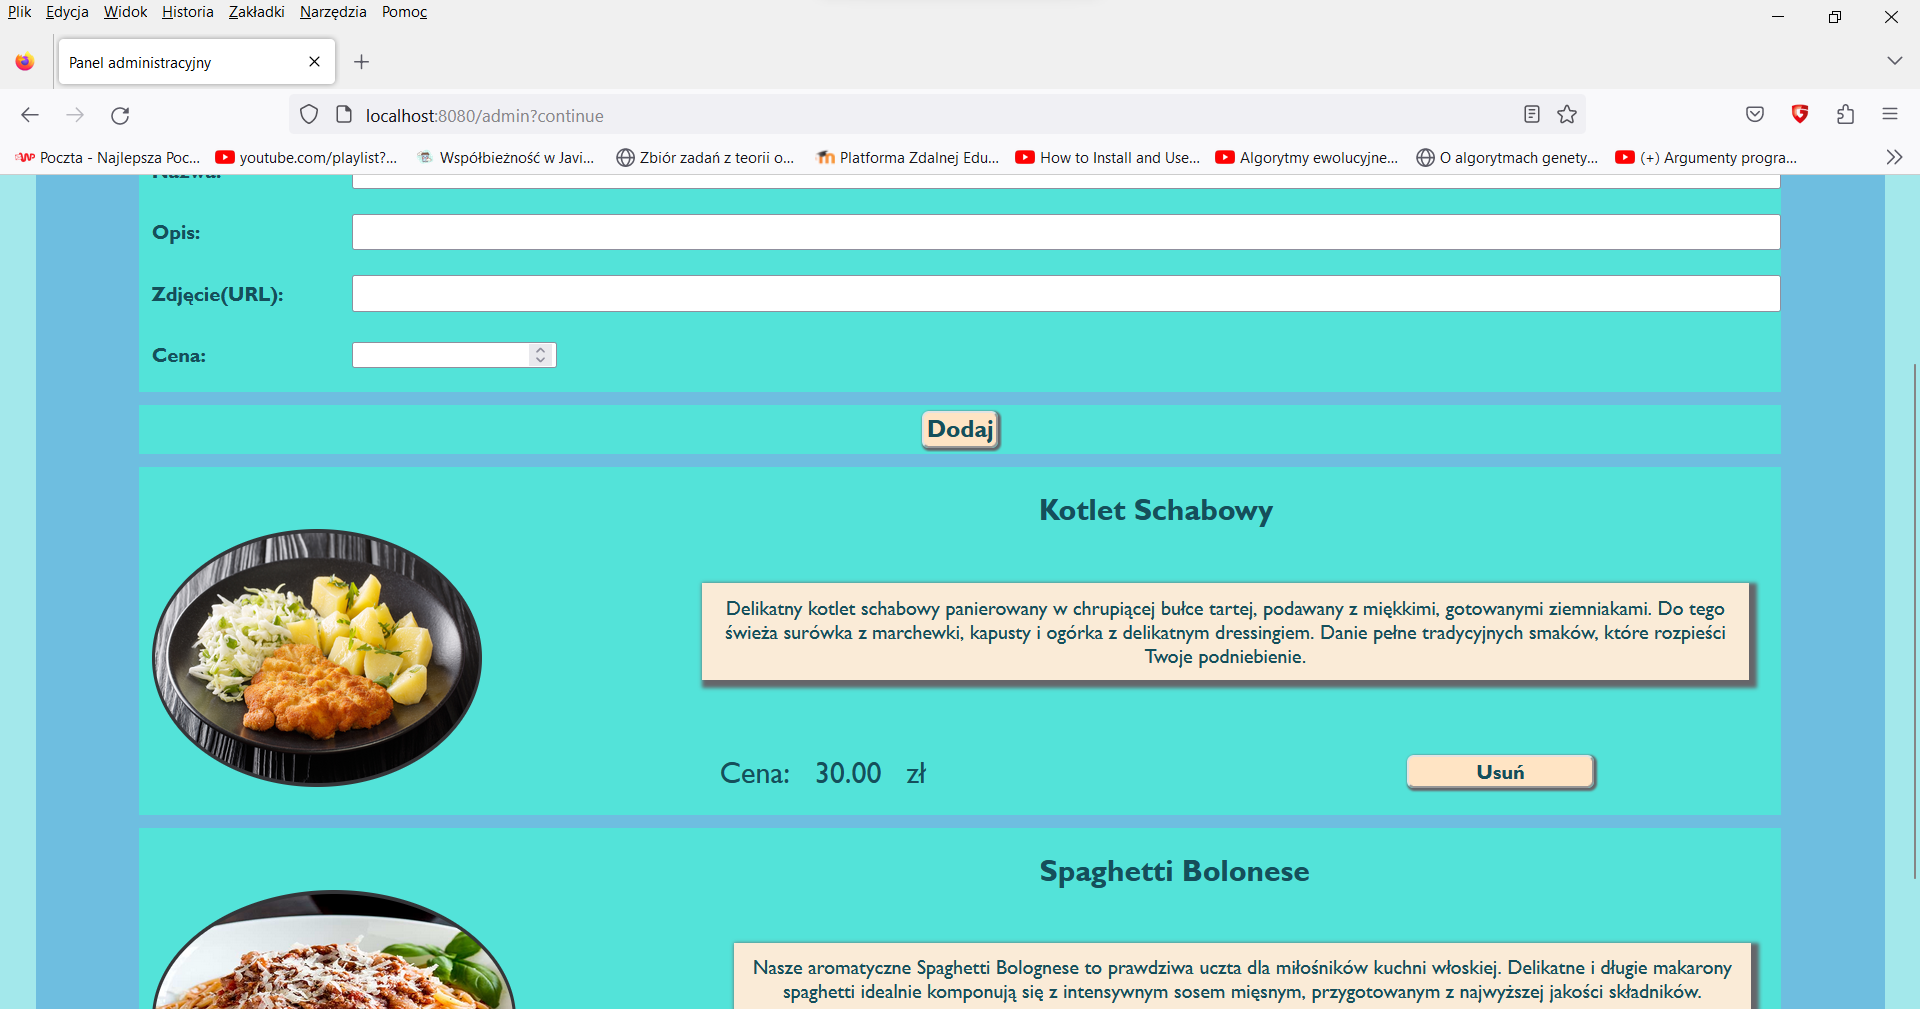 Plik Edycja Widok Historia Zakładki Narzędzia Pomoc
Panel administracyjny
localhost:8080/admin?continue
Poczta - Najlepsza Poc... youtube.com/playlist?... Współbieżność w Javi... Zbiór zadań z teorii o... Platforma Zdalnej Edu... How to Install and Use... Algorytmy ewolucyjne... O algorytmach genety... (+) Argumenty progra...
Nazwa:
Opis:
Zdjęcie(URL):
Cena:
Dodaj
Kotlet Schabowy
Delikatny kotlet schabowy panierowany w chrupiącej bułce tartej, podawany z miękkimi, gotowanymi ziemniakami. Do tego
świeża surówka z marchewki, kapusty i ogórka z delikatnym dressingiem. Danie pełne tradycyjnych smaków, które rozpieści
Twoje podniebienie.
Cena: 30.00 zł
Usuń
Spaghetti Bolonese
Nasze aromatyczne Spaghetti Bolognese to prawdziwa uczta dla miłośników kuchni włoskiej. Delikatne i długie makarony
spaghetti idealnie komponują się z intensywnym sosem mięsnym, przygotowanym z najwyższej jakości składników.